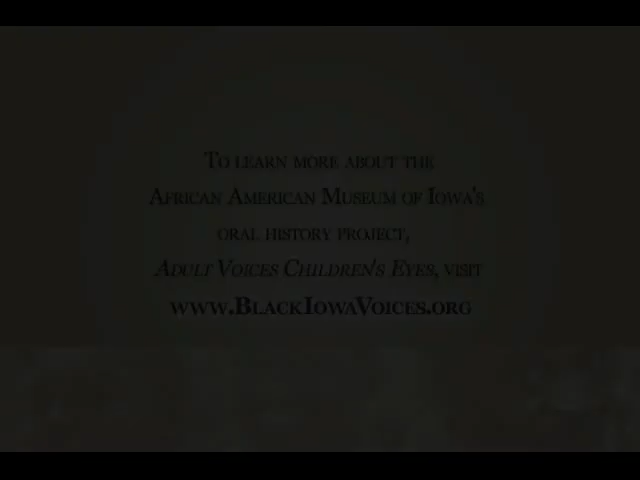 To learn more about the
African American Museum of Iowa's
oral history project,
Adult Voices Children's Eyes, visit
www.BlackIowaVoices.org